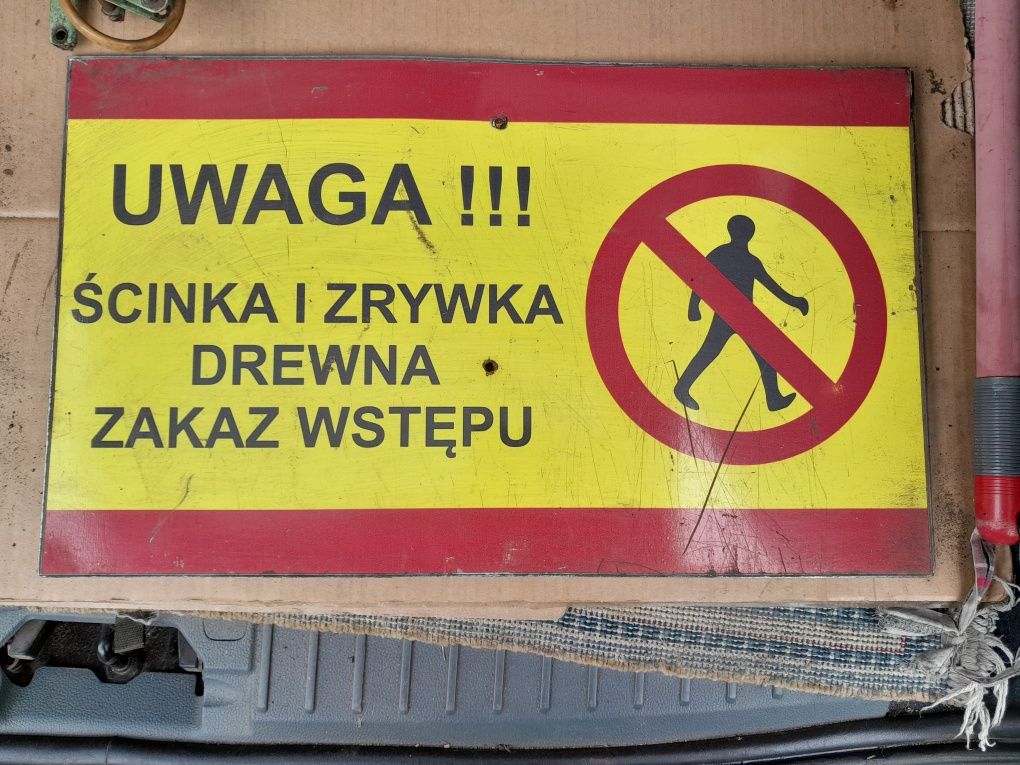 UWAGA !!!
ŚCINKA I ZRYWKA
DREWNA
ZAKAZ WSTĘPU